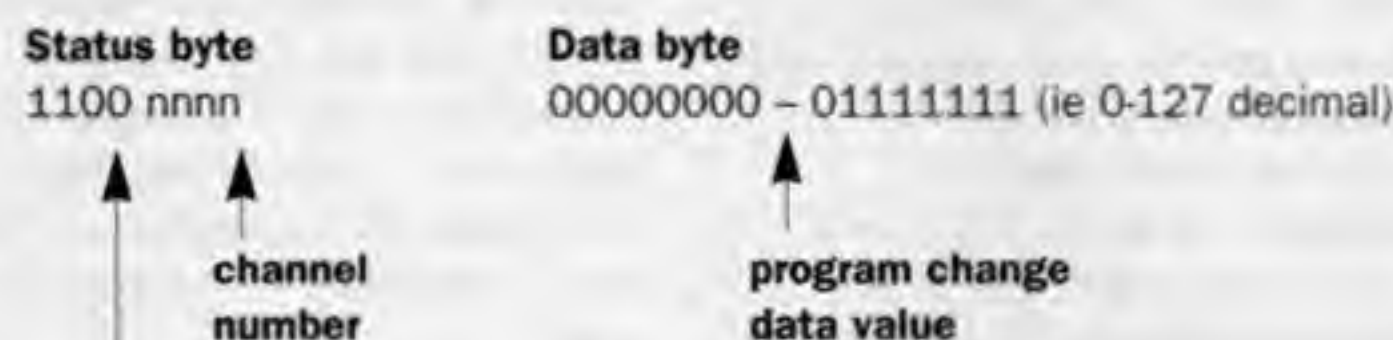 Status byte Data byte
1100 nnnn 00000000 – 01111111 (ie 0-127 decimal)
channel program change
number data value